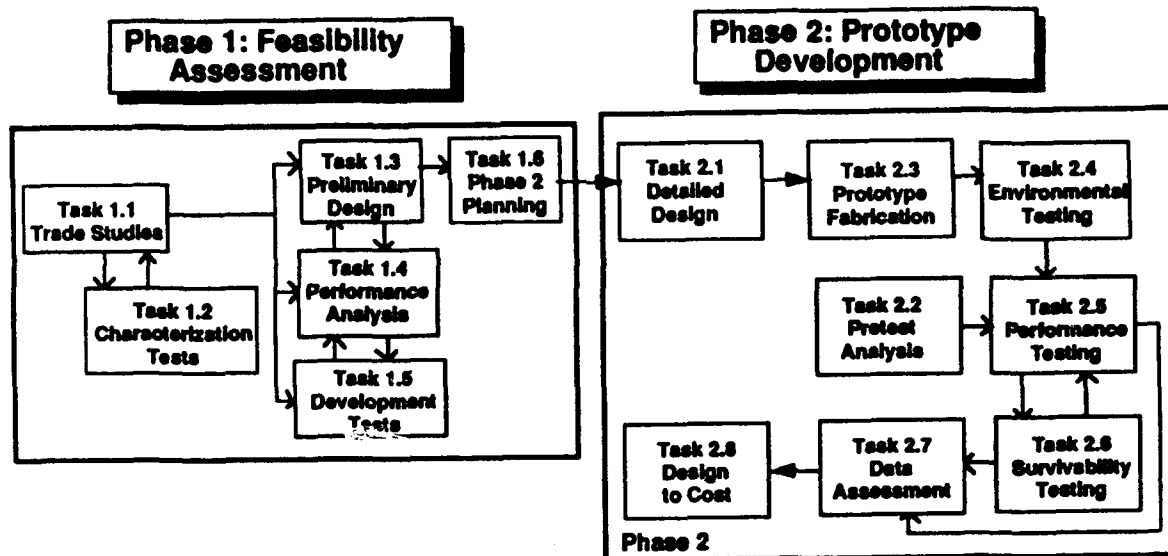 Phase 1: Feasibility
Assessment
Phase 2: Prototype
Development
Task 1.1
Trade Studies
Task 1.2
Characterization
Tests
Task 1.3
Preliminary
Design
Task 1.4
Performance
Analysis
Task 1.5
Development
Tests
Task 1.6
Phase 2
Planning
Task 2.1
Detailed
Design
Task 2.3
Prototype
Fabrication
Task 2.4
Environmental
Testing
Task 2.2
Pretest
Analysis
Task 2.5
Performance
Testing
Task 2.8
Design
to Cost
Task 2.7
Data
Assessment
Task 2.6
Survivability
Testing
Phase 2